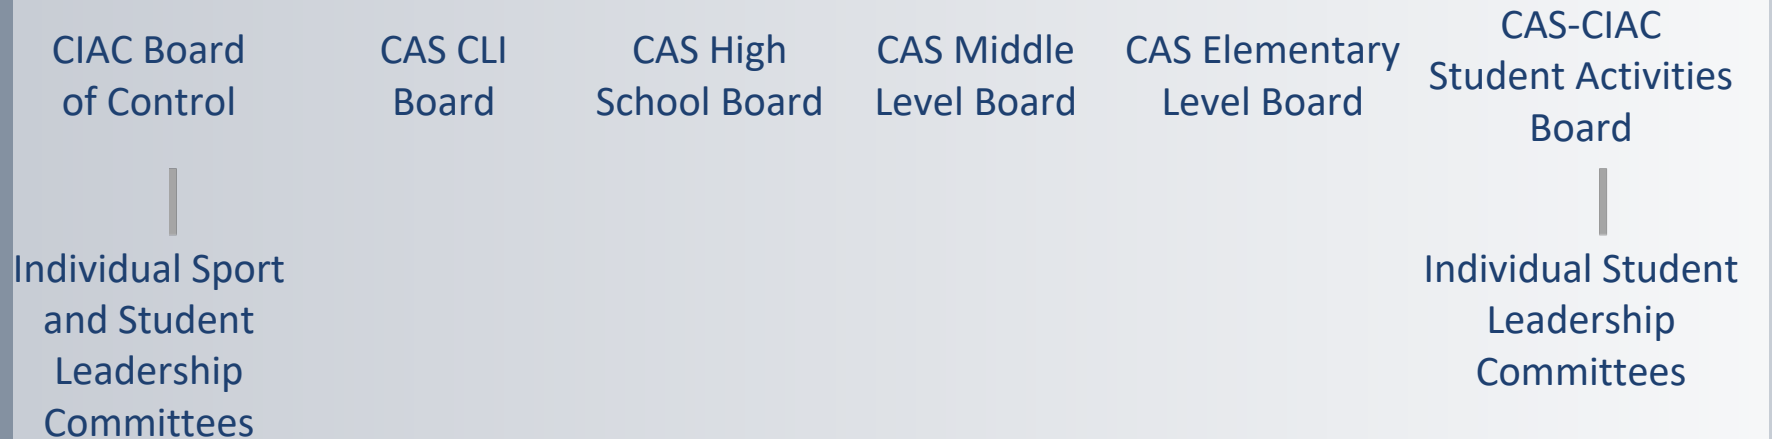 CIAC Board
of Control
CAS CLI
Board
CAS High
School Board
CAS Middle
Level Board
CAS Elementary
Level Board
CAS-CIAC
Student Activities
Board
Individual Sport
and Student
Leadership
Committees
Individual Student
Leadership
Committees